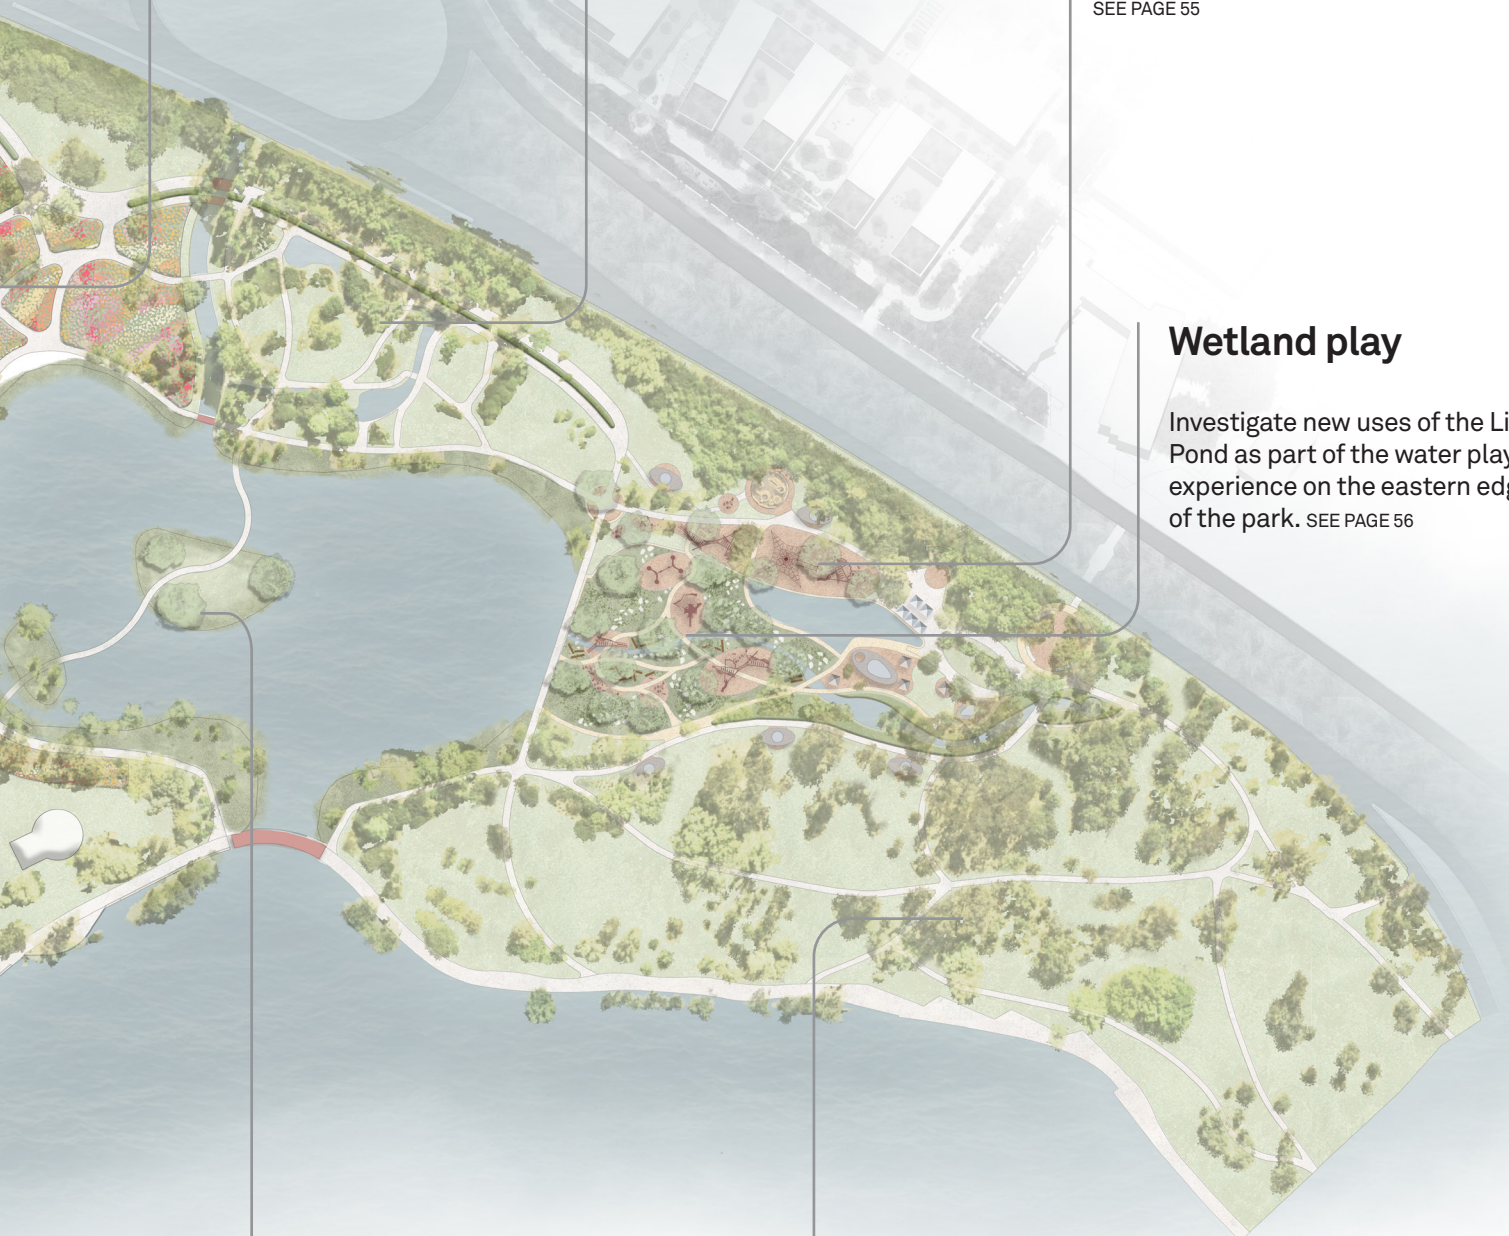 SEE PAGE 55
Wetland play
Investigate new uses of the Li
Pond as part of the water play
experience on the eastern edg
of the park. SEE PAGE 56